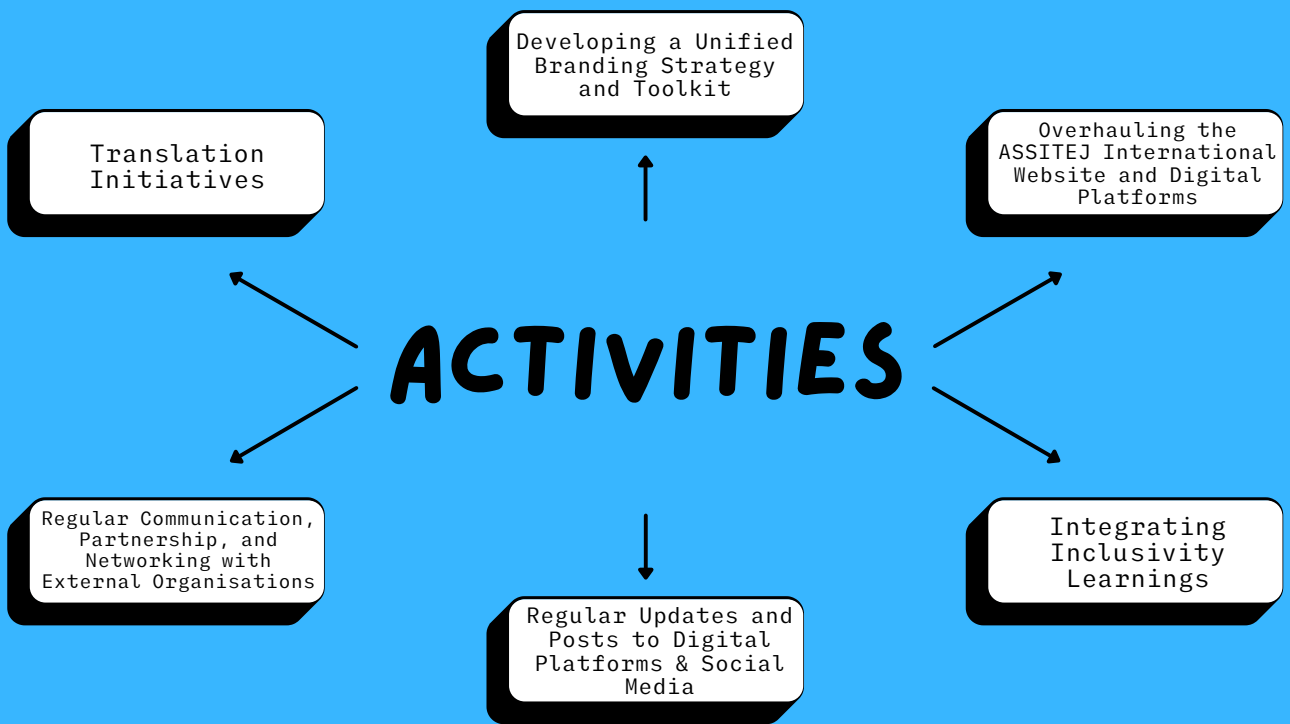 Developing a Unified
Branding Strategy
and Toolkit
Translation
Initiatives
Overhauling the
ASSITEJ International
Website and Digital
Platforms
ACTIVITIES
Regular Communication,
Partnership, and
Networking with
External Organisations
Integrating
Inclusivity
Learnings
Regular Updates and
Posts to Digital
Platforms & Social
Media